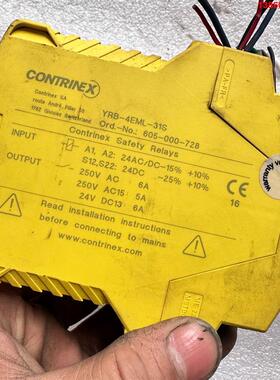 CONTRINEX
Contrinex SA
route André Piller 50
1762 Givisiez Switzerland
YRB-4EML-31S
Ord.-No.: 605-000-728
Contrinex Safety Relays
INPUT
A1, A2: 24AC/DC-15% +10%
S12,S22: 24DC -25% +10%
OUTPUT
250V AC 6A
250V AC15 5A
24V DC13 6A
CE
16
Read installation instructions
before connecting to mains
www.contrinex.com